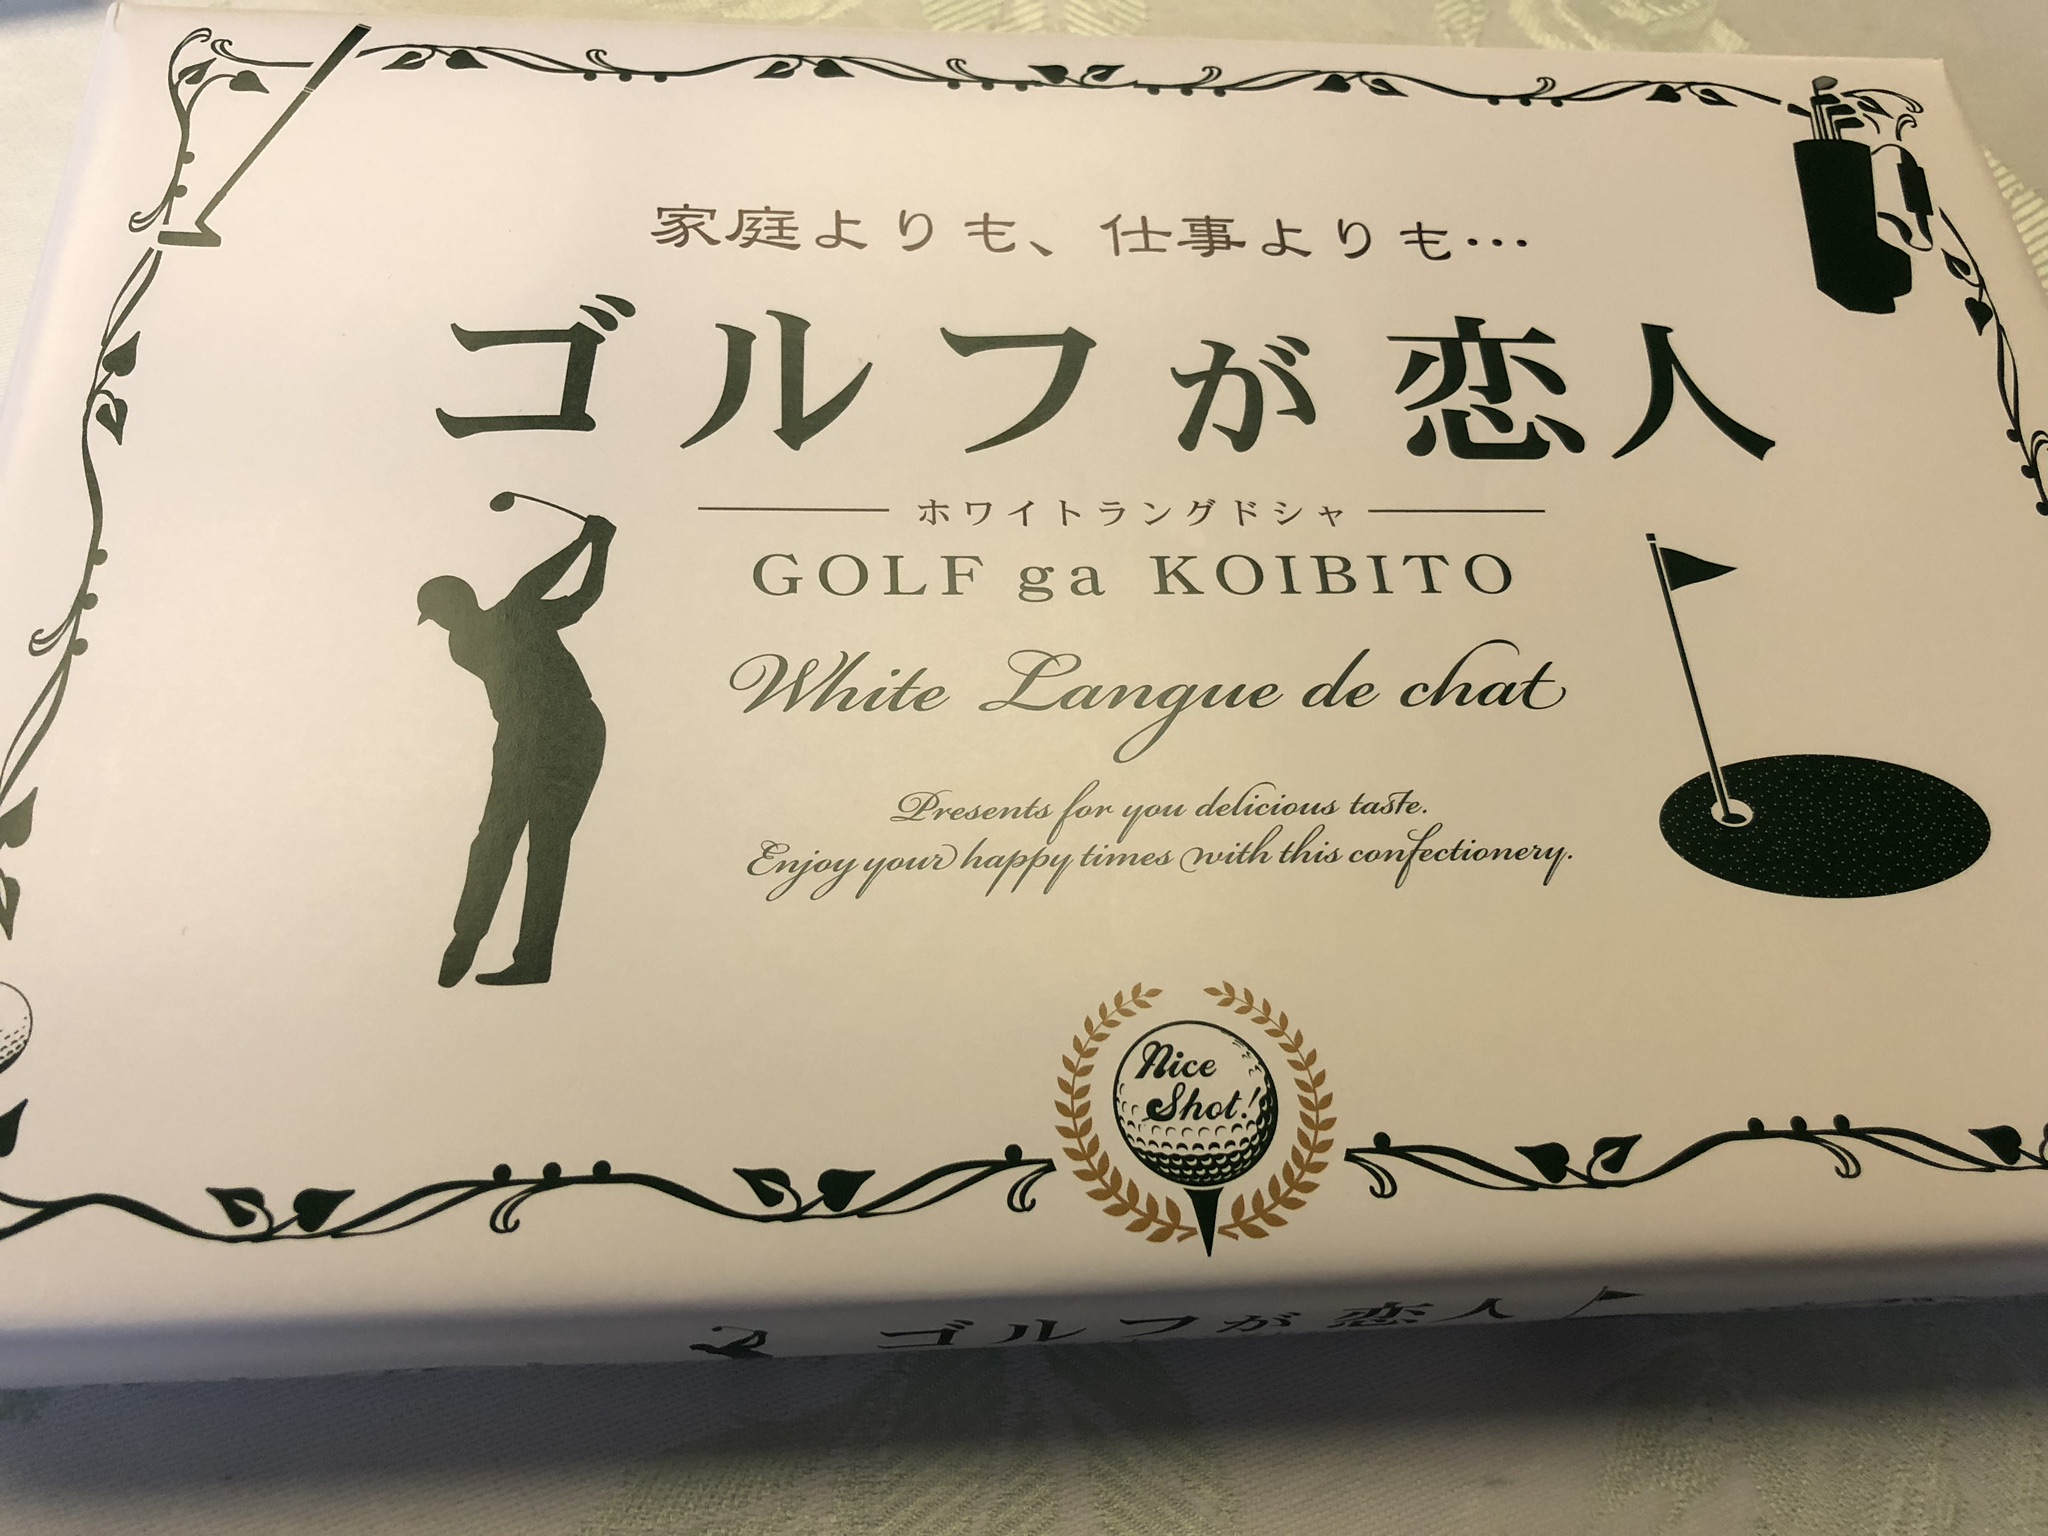 家庭よりも、仕事よりも…
ゴルフが恋人
ホワイトラングドシャ
GOLF ga KOIBITO
White Langue de chat
Presents for you delicious taste.
Enjoy your happy times with this confectionery.
Nice
Shot!
ゴルフが恋人